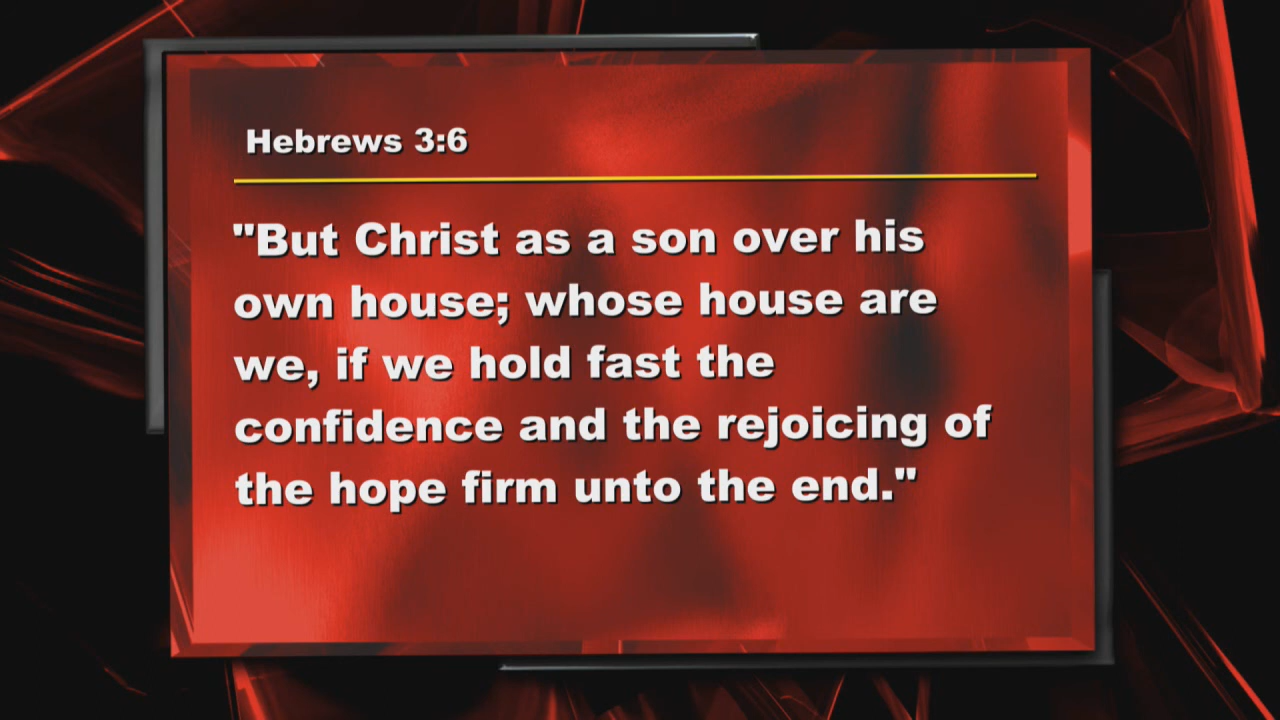 Hebrews 3:6
"But Christ as a son over his
own house; whose house are
we, if we hold fast the
confidence and the rejoicing of
the hope firm unto the end."